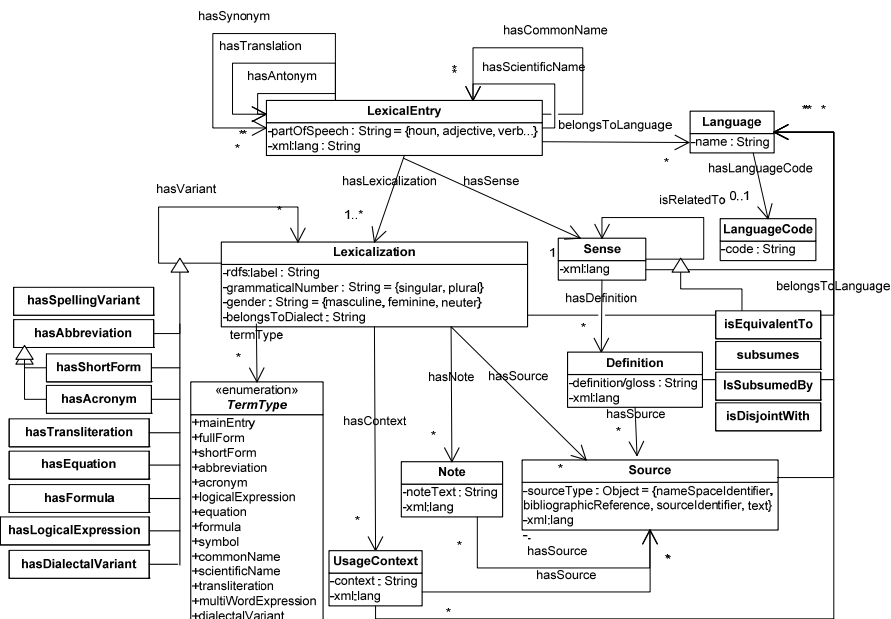 hasSynonym
hasTranslation
hasAntonym
hasCommonName
hasScientificName
**
LexicalEntry
-partOfSpeech : String = {noun, adjective, verb...}
-xml:lang : String
**
*
belongsToLanguage
*
Language
-name : String
** *
hasLanguageCode
0..1
LanguageCode
-code : String
hasLexicalization
1..*
hasSense
isRelatedTo
hasVariant
*
Lexicalization
-rdfs:label : String
-grammaticalNumber : String = {singular, plural}
-gender : String = {masculine, feminine, neuter}
-belongsToDialect : String
1
Sense
-xml:lang
belongsToLanguage
hasDefinition
*
isEquivalentTo
subsumes
IsSubsumedBy
isDisjointWith
Definition
-definition/gloss : String
-xml:lang
hasSource
*
hasSpellingVariant
hasAbbreviation
hasShortForm
hasAcronym
hasTransliteration
hasEquation
hasFormula
hasLogicalExpression
hasDialectalVariant
termType
*
«enumeration»
TermType
+mainEntry
+fullForm
+shortForm
+abbreviation
+acronym
+logicalExpression
+equation
+formula
+symbol
+commonName
+scientificName
+transliteration
+multiWordExpression
+dialectalVariant
hasContext
*
hasNote
*
hasSource
*
Note
-noteText : String
-xml:lang
Source
-sourceType : Object = {nameSpaceIdentifier,
bibliographicReference, sourceIdentifier, text}
-xml:lang
-.
hasSource
*
hasSource
**
UsageContext
-context : String
-xml:lang
*